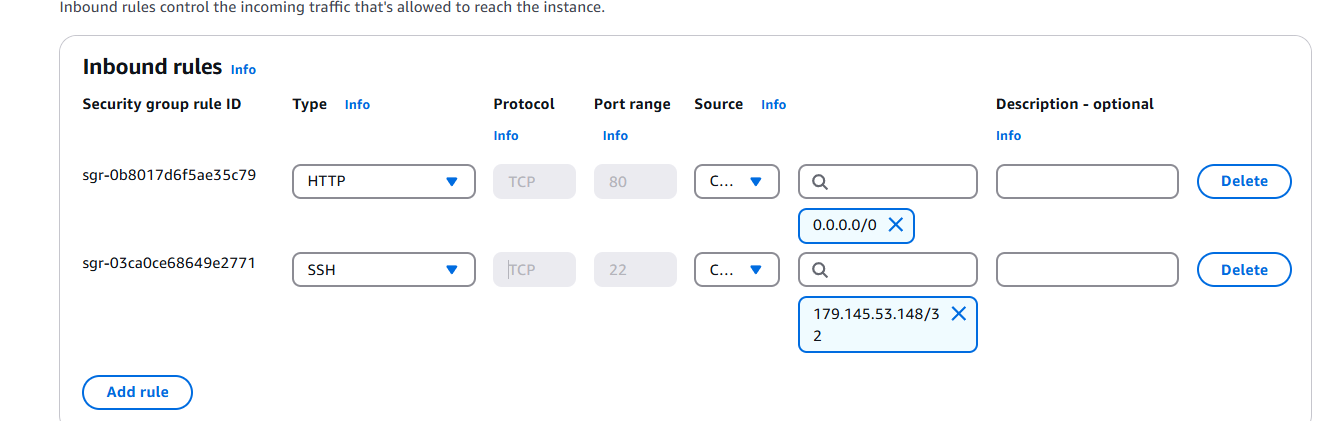 Inbound rules control the incoming traffic that's allowed to reach the instance.
Inbound rules Info
Security group rule ID Type Info Protocol Port range Source Info Description - optional
Info Info Info
sgr-0b8017d6f5ae35c79 HTTP TCP 80 C... Delete
0.0.0.0/0
sgr-03ca0ce68649e2771 SSH TCP 22 C... Delete
179.145.53.148/3
2
Add rule